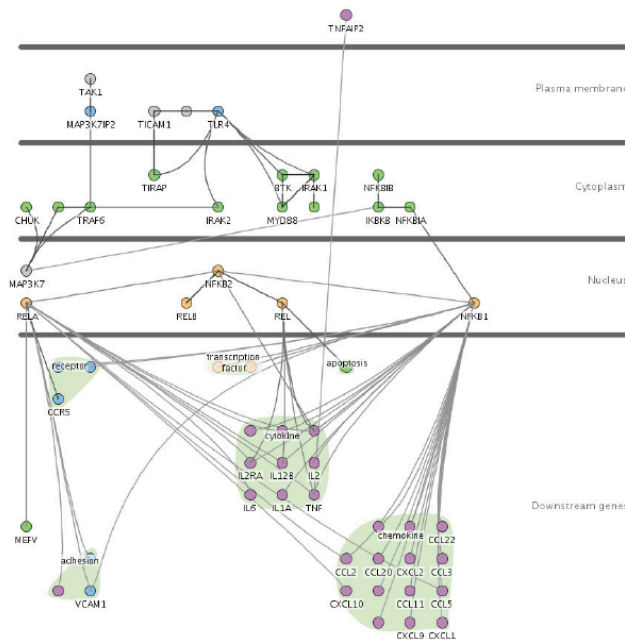 TNFAIP2
Plasma membrane
TAK1
MAP3K7IP2
TICAM1
TLR4
Cytoplasm
TIRAP
BTK
IRAK1
NFKBIB
CHUK
TRAF6
IRAK2
MYD88
IKBKB
NFKBIA
Nucleus
MAP3K7
NFKB2
RELA
RELB
REL
NFKB1
receptor
transcription
factor
apoptosis
CCR5
cytokine
IL2RA
IL12B
IL2
IL6
IL1A
TNF
Downstream genes
MEFV
chemokine
CCL22
adhesion
CCL2
CCL20
CXCL2
CCL3
VCAM1
CXCL10
CCL11
CCL5
CXCL9
CXCL1